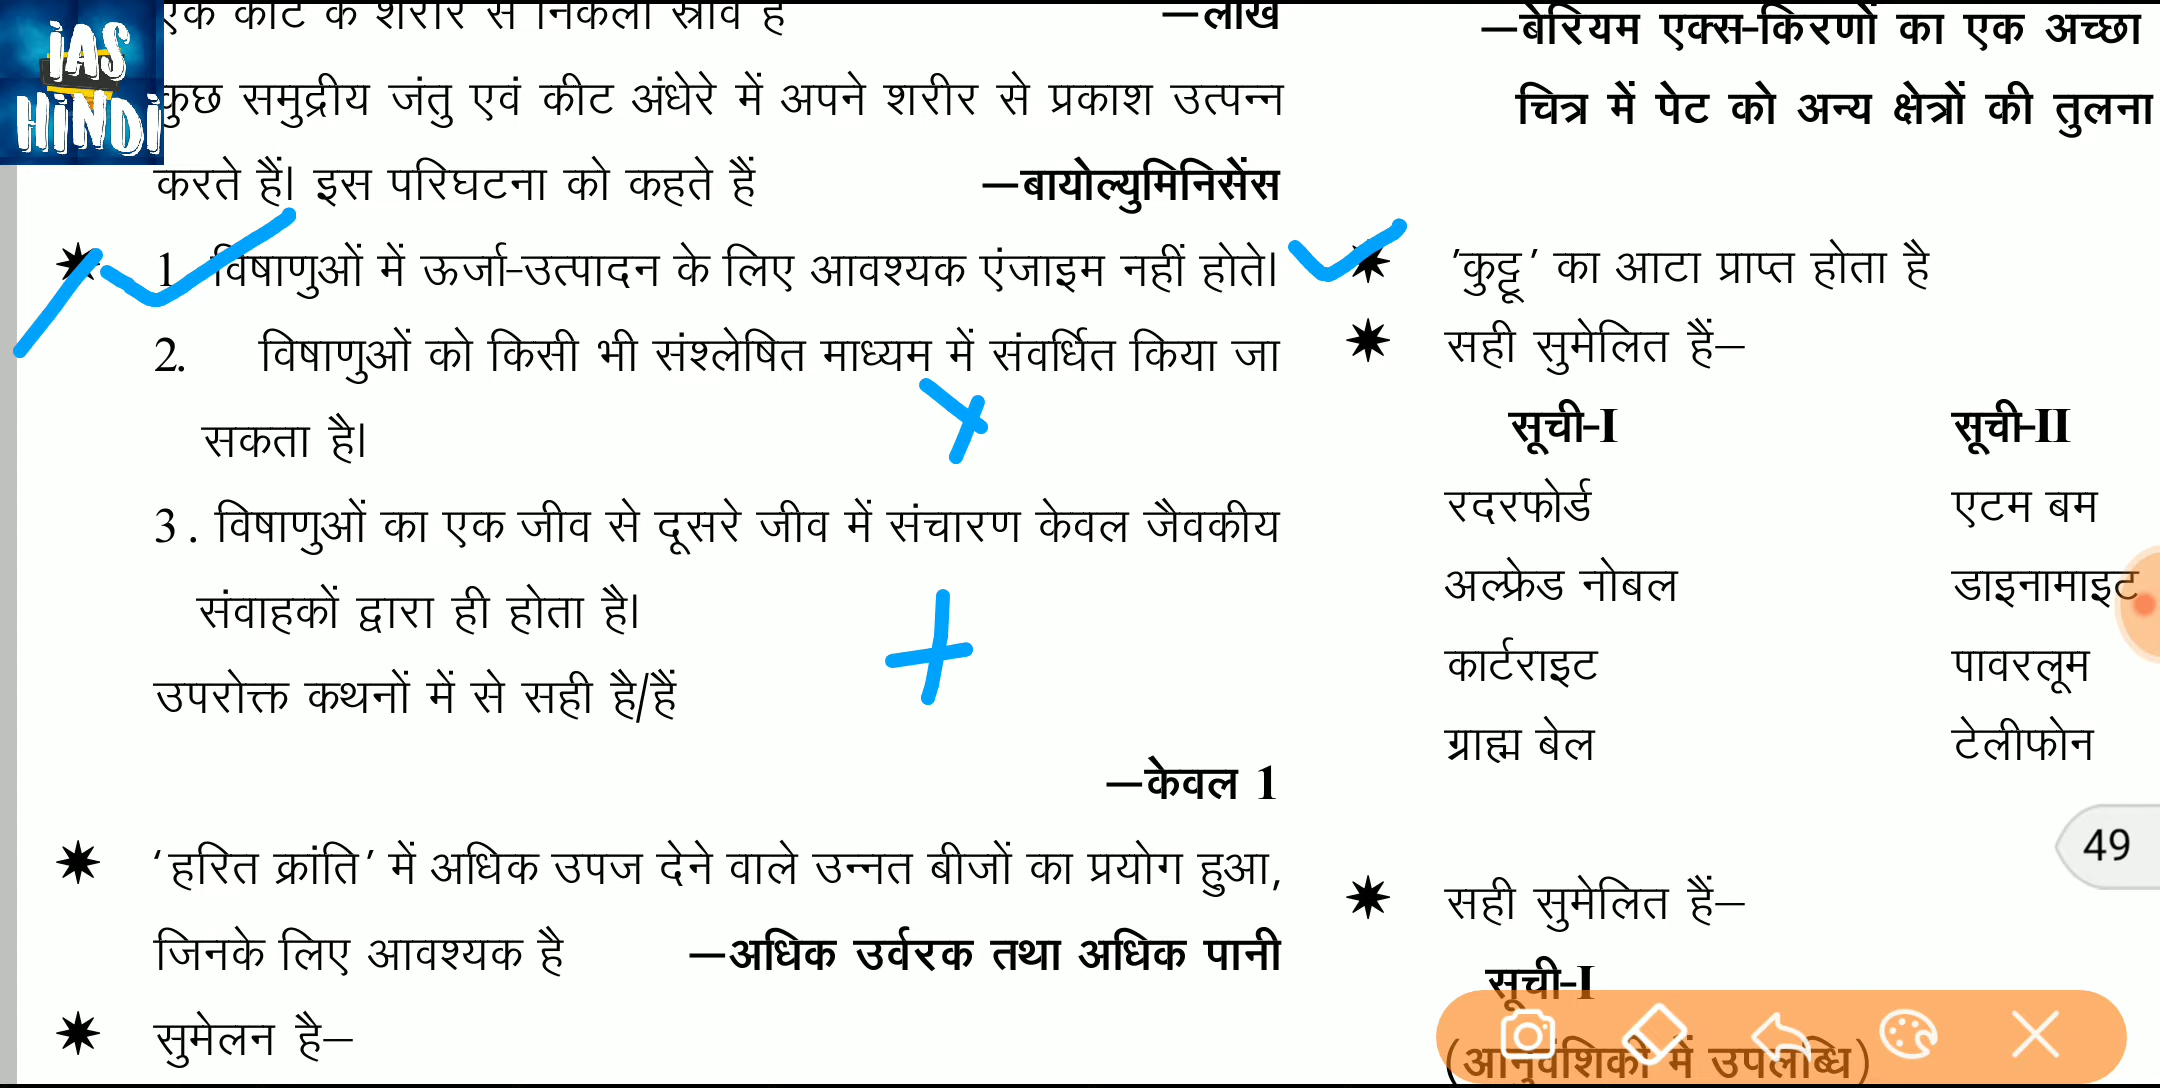 IAS
HINDI
एक कीट के शरीर से निकला स्राव है —लाख
कुछ समुद्रीय जंतु एवं कीट अंधेरे में अपने शरीर से प्रकाश उत्पन्न
करते हैं। इस परिघटना को कहते हैं —बायोल्युमिनिसेंस
1 विषाणुओं में ऊर्जा-उत्पादन के लिए आवश्यक एंजाइम नहीं होते।
2. विषाणुओं को किसी भी संश्लेषित माध्यम में संवर्धित किया जा
सकता है।
3. विषाणुओं का एक जीव से दूसरे जीव में संचारण केवल जैवकीय
संवाहकों द्वारा ही होता है।
उपरोक्त कथनों में से सही है/हैं
—केवल 1
'हरित क्रांति' में अधिक उपज देने वाले उन्नत बीजों का प्रयोग हुआ,
जिनके लिए आवश्यक है —अधिक उर्वरक तथा अधिक पानी
सुमेलन है—
—बेरियम एक्स-किरणों का एक अच्छा
चित्र में पेट को अन्य क्षेत्रों की तुलना
'कुट्टू' का आटा प्राप्त होता है
सही सुमेलित हैं—
सूची-I सूची-II
रदरफोर्ड एटम बम
अल्फ्रेड नोबल डाइनामाइट
कार्टराइट पावरलूम
ग्राह्म बेल टेलीफोन
49
सही सुमेलित हैं—
सूची-I
(आनुवंशिकी में उपलब्धि)